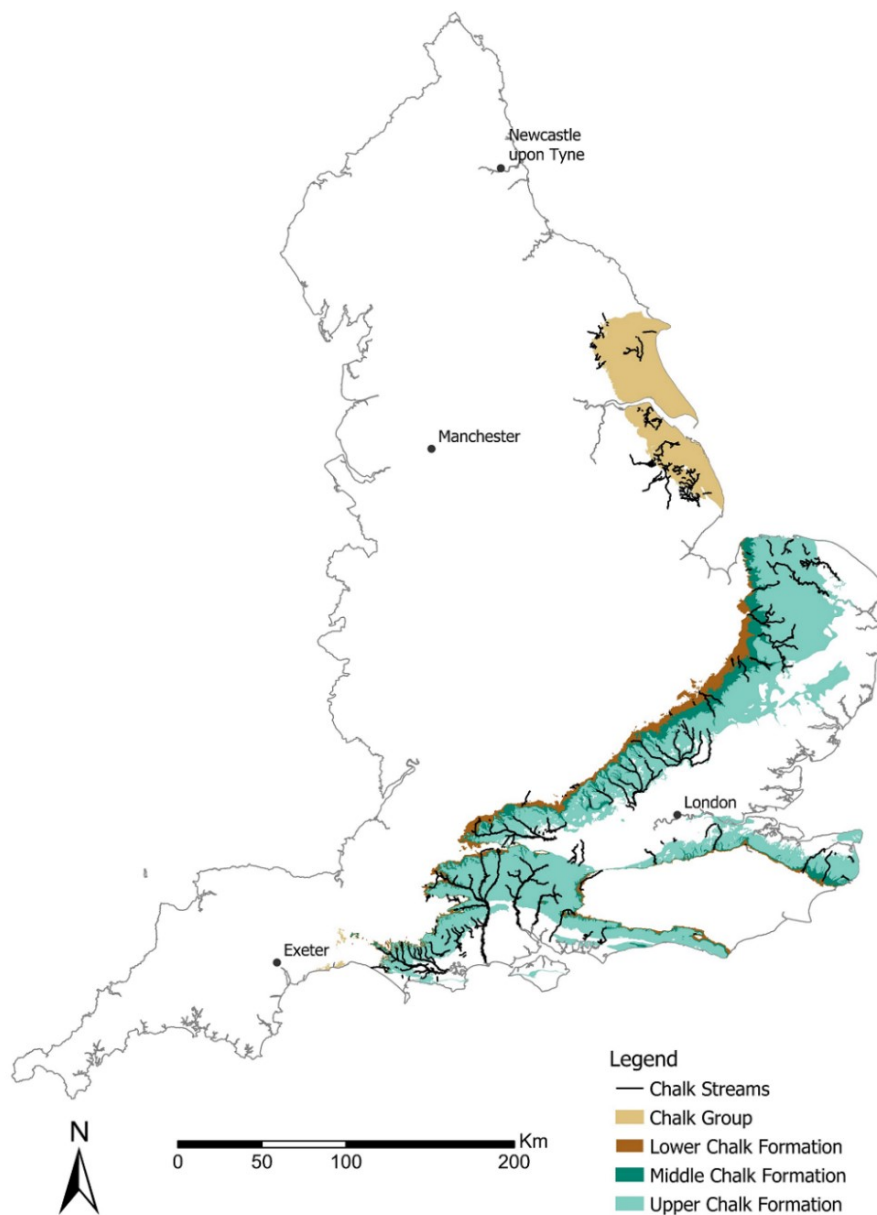 Newcastle
upon Tyne
Manchester
London
Exeter
Legend
Chalk Streams
Chalk Group
Lower Chalk Formation
Middle Chalk Formation
Upper Chalk Formation
N
Km
0 50 100 200